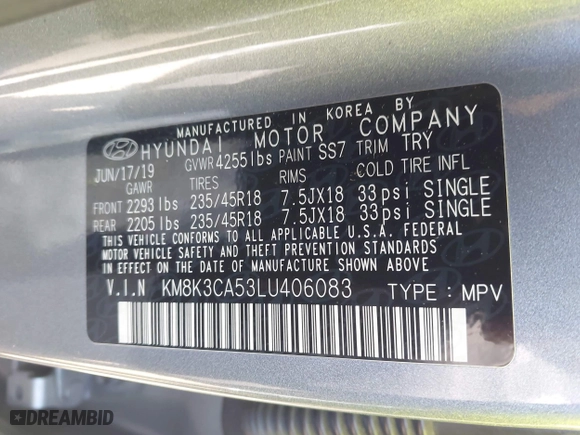 MANUFACTURED IN KOREA BY
HYUNDAI MOTOR COMPANY
JUN/17/19 GVWR 4255lbs PAINT SS7 TRIM TRY
GAWR TIRES RIMS COLD TIRE INFL
FRONT 2293 lbs 235/45R18 7.5JX18 33psi SINGLE
REAR 2205 lbs 235/45R18 7.5JX18 33psi SINGLE
THIS VEHICLE CONFORMS TO ALL APPLICABLE U.S.A. FEDERAL
MOTOR VEHICLE SAFETY AND THEFT PREVENTION STANDARDS
IN EFFECT ON THE DATE OF MANUFACTURE SHOWN ABOVE.
V.I.N KM8K3CA53LU406083 TYPE : MPV
DREAMBID